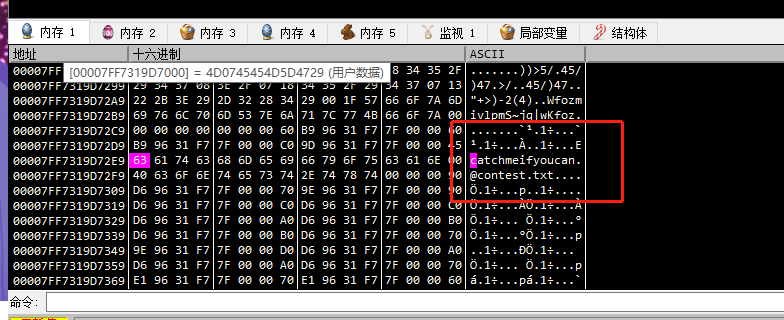 内存 1 内存 2 内存 3 内存 4 内存 5 监视 1 局部变量 结构体
地址 十六进制 ASCII
[00007FF7319D7000] = 4D0745454D5D4729 (用户数据)
00007FF7319D7299 29 34 37 08 3E 2F 07 18 34 35 2F 29 34 37 07 13 )47.>/..45/)47..
00007FF7319D72A9 22 2B 3E 29 2D 32 28 34 29 00 1F 57 66 6F 7A 6D "+>)-2(4)..Wfozm
00007FF7319D72B9 69 76 6C 70 6D 53 7E 6A 71 7C 77 4B 66 6F 7A 00 ivlpmS~jq|wKfoz.
00007FF7319D72C9 00 00 00 00 00 00 00 60 B9 96 31 F7 7F 00 00 60 .......`¹.1÷...`
00007FF7319D72D9 B9 96 31 F7 7F 00 00 C0 9D 96 31 F7 7F 00 00 45 ¹.1÷...À..1÷...E
00007FF7319D72E9 63 61 74 63 68 6D 65 69 66 79 6F 75 63 61 6E 00 catchmeifyoucan.
00007FF7319D72F9 40 63 6F 6E 74 65 73 74 2E 74 78 74 00 00 00 90 @contest.txt....
00007FF7319D7309 D6 96 31 F7 7F 00 00 70 9E 96 31 F7 7F 00 00 90 Ö.1÷...p..1÷....
00007FF7319D7319 D6 96 31 F7 7F 00 00 C0 D6 96 31 F7 7F 00 00 C0 Ö.1÷...ÀÖ.1÷...À
00007FF7319D7329 D6 96 31 F7 7F 00 00 A0 D6 96 31 F7 7F 00 00 B0 Ö.1÷... Ö.1÷...°
00007FF7319D7339 D6 96 31 F7 7F 00 00 B0 D6 96 31 F7 7F 00 00 70 Ö.1÷...°Ö.1÷...p
00007FF7319D7349 9E 96 31 F7 7F 00 00 D0 D6 96 31 F7 7F 00 00 A0 ..1÷...ÐÖ.1÷...
00007FF7319D7359 D6 96 31 F7 7F 00 00 A0 D6 96 31 F7 7F 00 00 70 Ö.1÷... Ö.1÷...p
00007FF7319D7369 E1 96 31 F7 7F 00 00 70 E1 96 31 F7 7F 00 00 60 á.1÷...pá.1÷...`
命令: